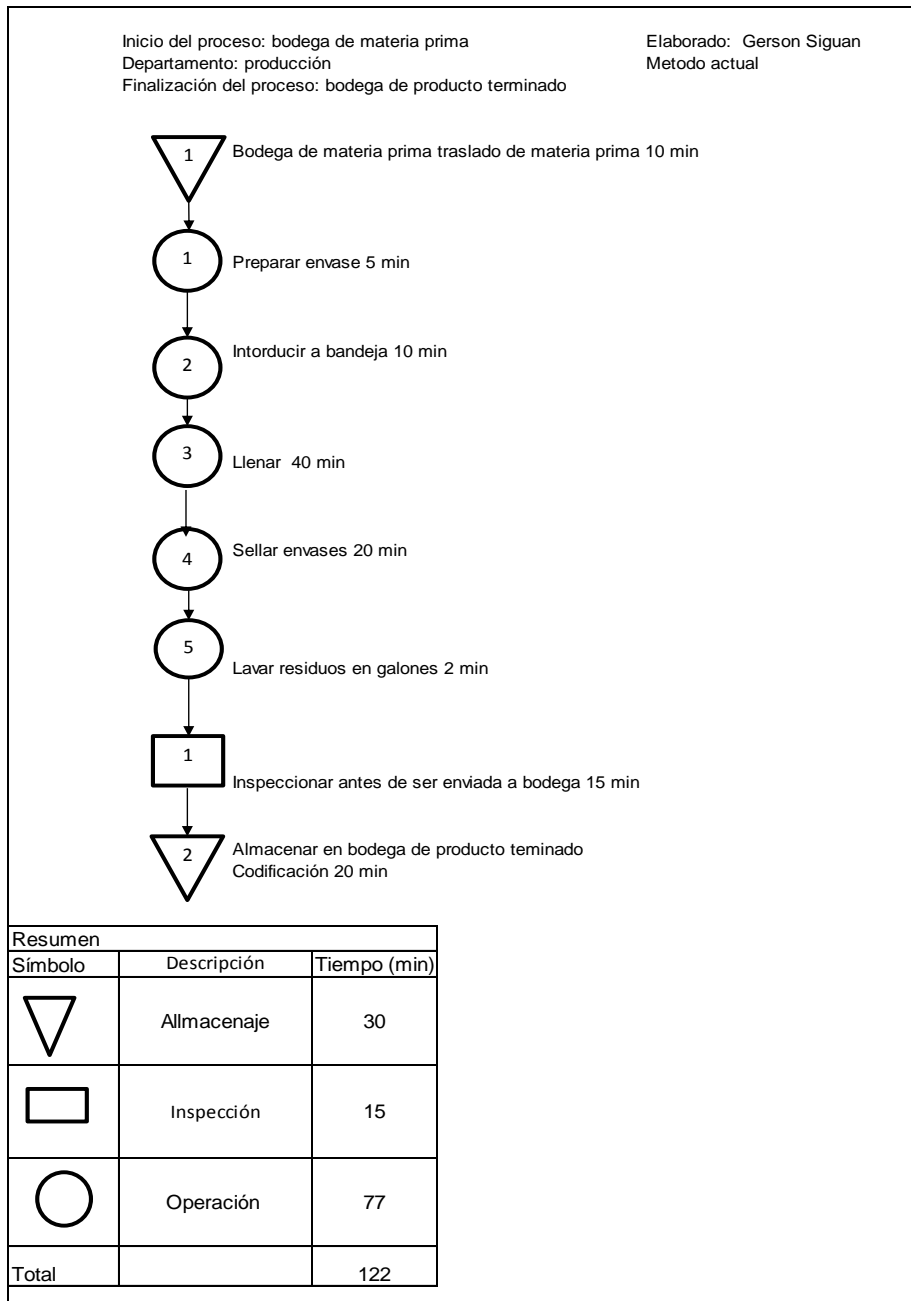 Inicio del proceso: bodega de materia prima
Elaborado: Gerson Siguan
Departamento: producción
Metodo actual
Finalización del proceso: bodega de producto terminado
1
Bodega de materia prima traslado de materia prima 10 min
1
Preparar envase 5 min
2
Intorducir a bandeja 10 min
3
Llenar 40 min
4
Sellar envases 20 min
5
Lavar residuos en galones 2 min
1
Inspeccionar antes de ser enviada a bodega 15 min
2
Almacenar en bodega de producto teminado
Codificación 20 min
Resumen
Símbolo Descripción Tiempo (min)
Allmacenaje 30
Inspección 15
Operación 77
Total 122